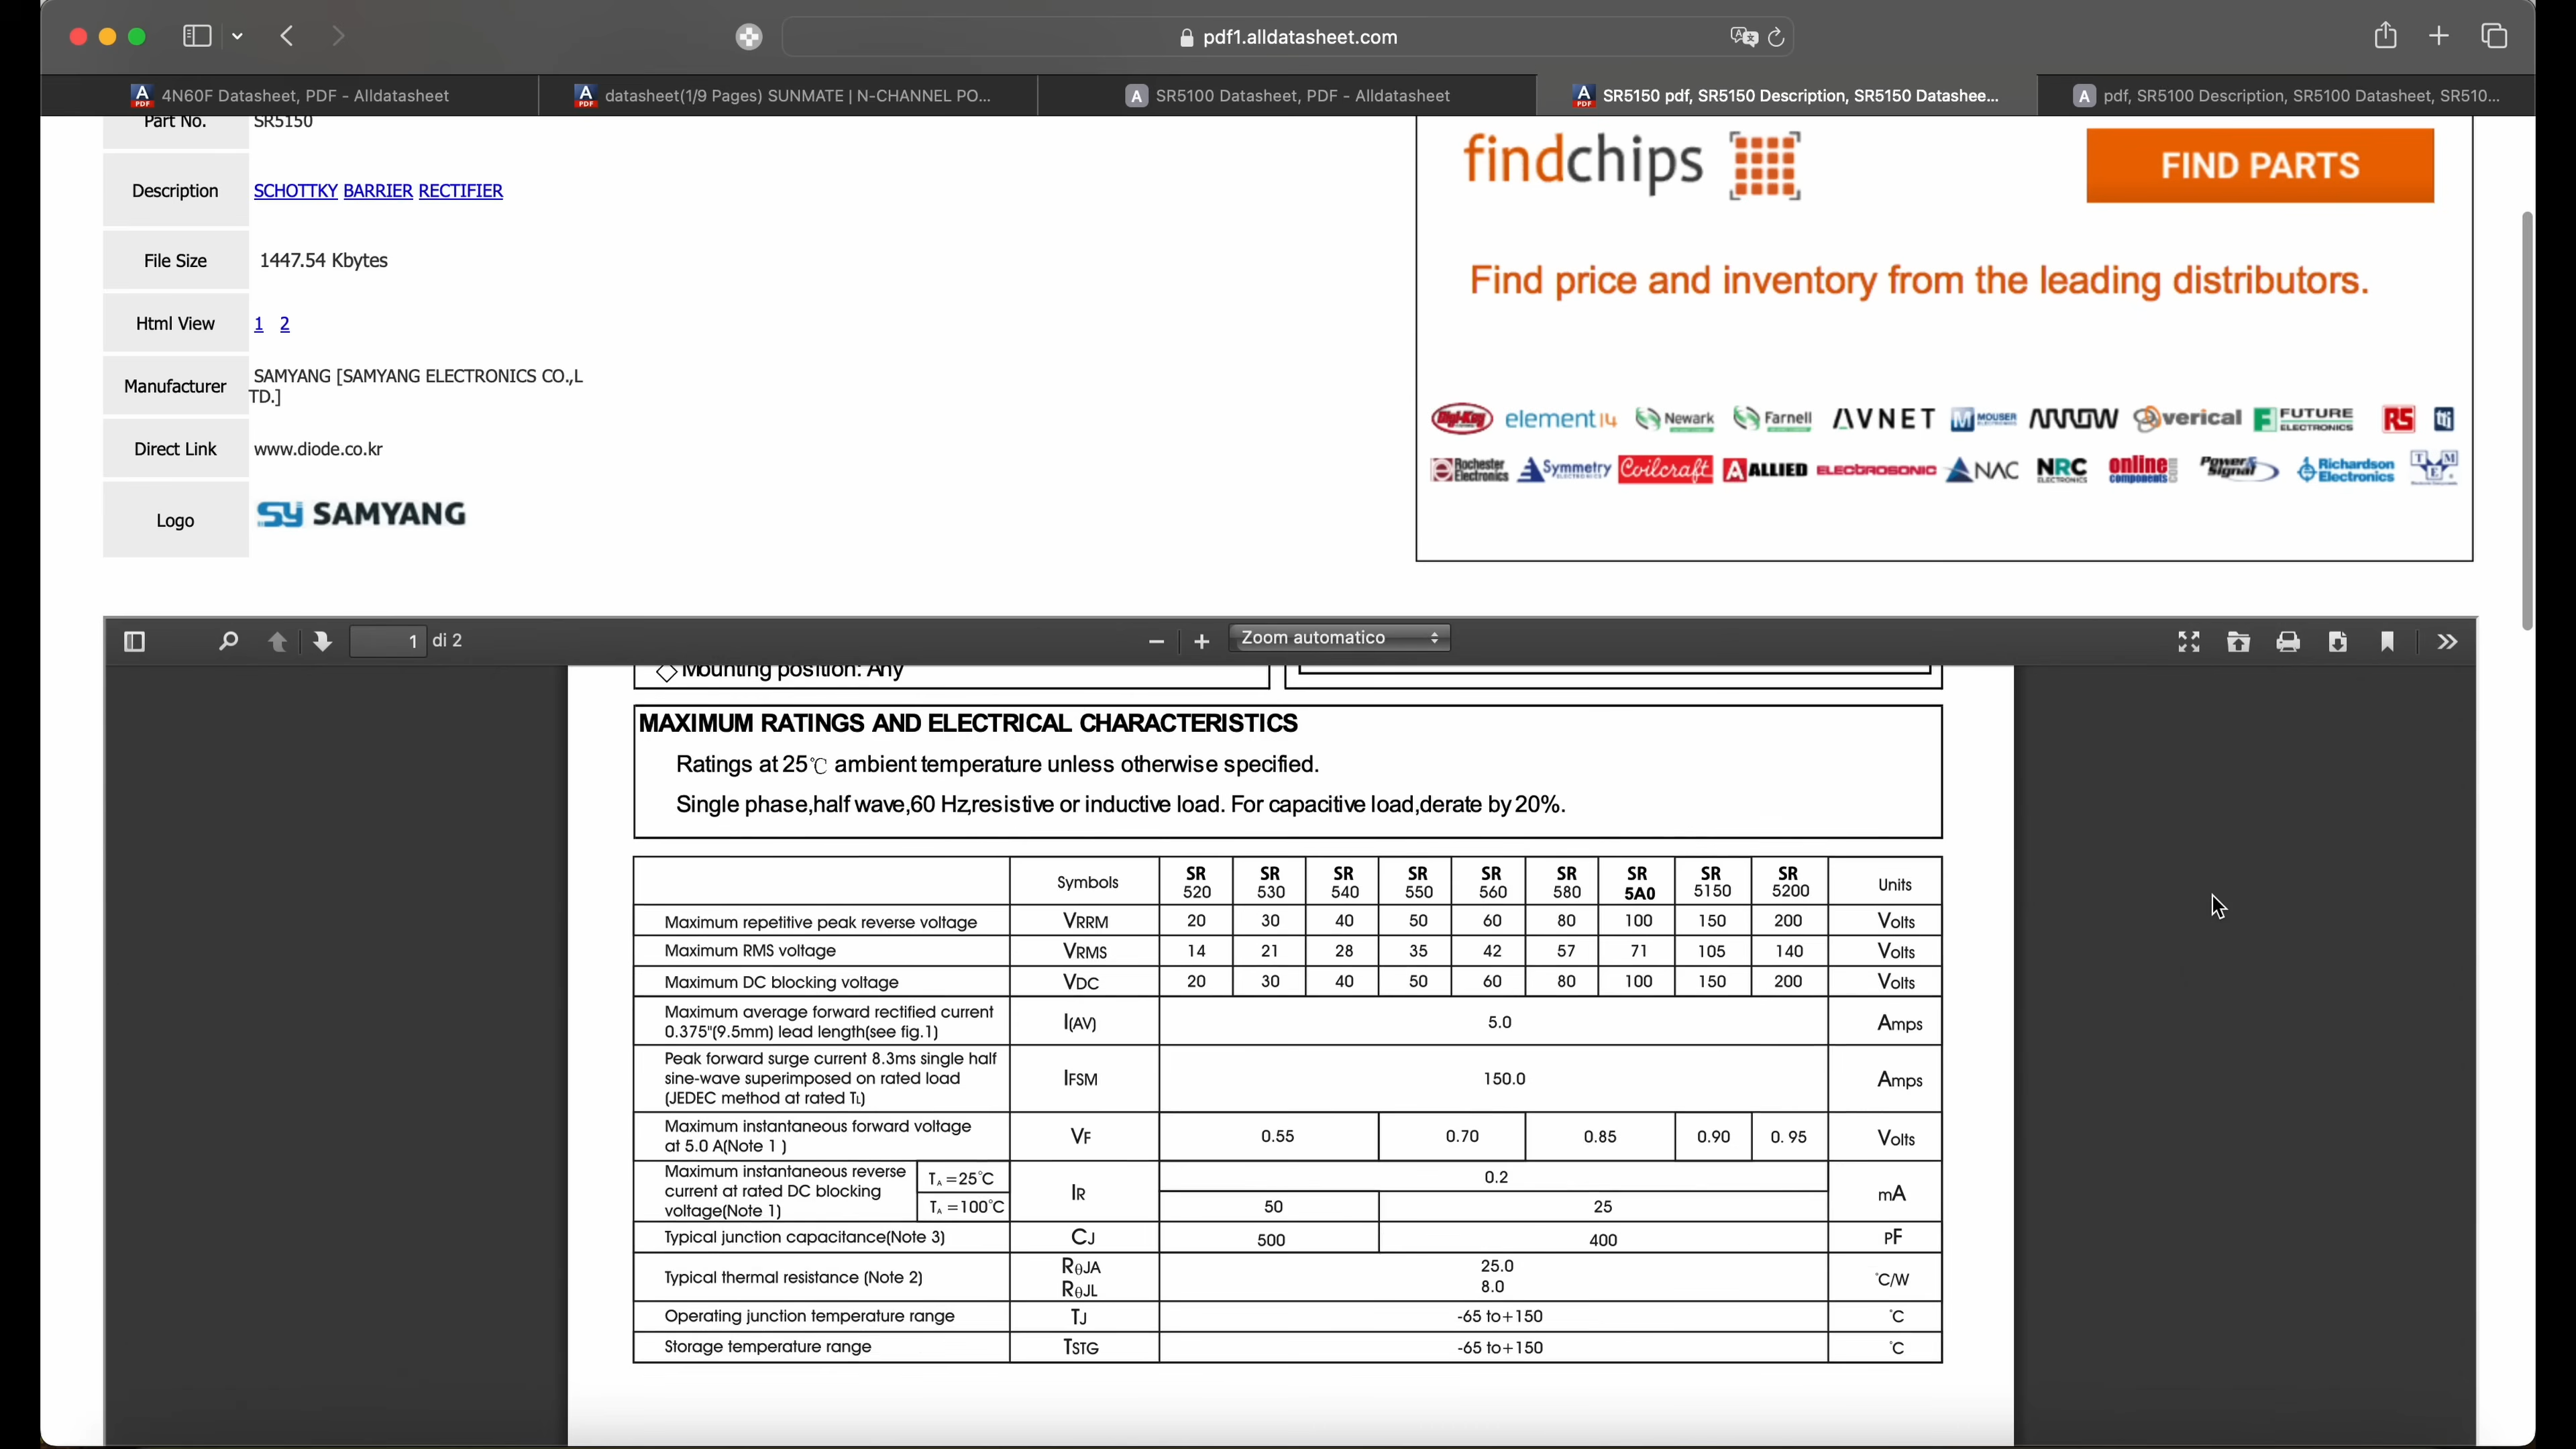 pdf1.alldatasheet.com
4N60F Datasheet, PDF - Alldatasheet
datasheet(1/9 Pages) SUNMATE | N-CHANNEL PO...
SR5100 Datasheet, PDF - Alldatasheet
SR5150 pdf, SR5150 Description, SR5150 Datashee...
pdf, SR5100 Description, SR5100 Datasheet, SR510...
Part No. SR5150
Description SCHOTTKY BARRIER RECTIFIER
File Size 1447.54 Kbytes
Html View 1 2
Manufacturer SAMYANG [SAMYANG ELECTRONICS CO.,L
TD.]
Direct Link www.diode.co.kr
Logo SY SAMYANG
findchips
FIND PARTS
Find price and inventory from the leading distributors.
Digi-Key element14 Newark Farnell AVNET MOUSER ELECTRONICS ARROW verical FUTURE ELECTRONICS RS tti
Rochester Electronics Symmetry Coilcraft ALLIED ELECTROSONIC NAC NRC ELECTRONICS online components Power & Signal Richardson Electronics TEM
1 di 2
Zoom automatico
◇ Mounting position: Any
MAXIMUM RATINGS AND ELECTRICAL CHARACTERISTICS
Ratings at 25℃ ambient temperature unless otherwise specified.
Single phase,half wave,60 Hz,resistive or inductive load. For capacitive load,derate by 20%.
Symbols SR 520 SR 530 SR 540 SR 550 SR 560 SR 580 SR 5A0 SR 5150 SR 5200 Units
Maximum repetitive peak reverse voltage VRRM 20 30 40 50 60 80 100 150 200 Volts
Maximum RMS voltage VRMS 14 21 28 35 42 57 71 105 140 Volts
Maximum DC blocking voltage VDC 20 30 40 50 60 80 100 150 200 Volts
Maximum average forward rectified current
0.375"(9.5mm) lead length(see fig.1) I(AV) 5.0 Amps
Peak forward surge current 8.3ms single half
sine-wave superimposed on rated load IFSM 150.0 Amps
(JEDEC method at rated TL)
Maximum instantaneous forward voltage
at 5.0 A(Note 1 ) VF 0.55 0.70 0.85 0.90 0. 95 Volts
Maximum instantaneous reverse TA =25℃ 0.2
current at rated DC blocking IR mA
voltage(Note 1) TA =100℃ 50 25
Typical junction capacitance(Note 3) CJ 500 400 PF
Typical thermal resistance (Note 2) RθJA 25.0 ℃/W
RθJL 8.0
Operating junction temperature range TJ -65 to+150 ℃
Storage temperature range TSTG -65 to+150 ℃